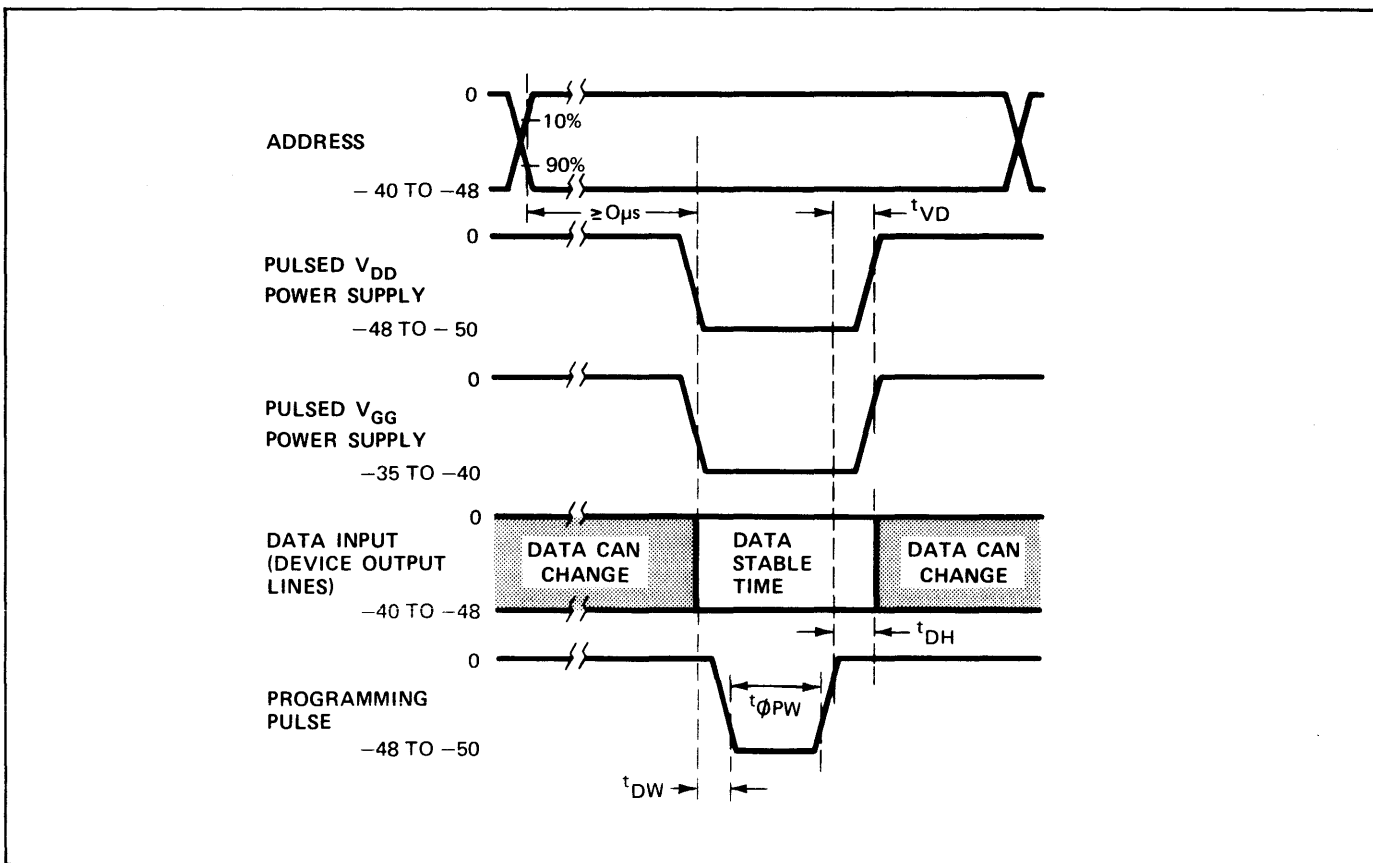 0
10%
ADDRESS
90%
−40 TO −48
≥0μs
tVD
0
PULSED VDD
POWER SUPPLY
−48 TO −50
0
PULSED VGG
POWER SUPPLY
−35 TO −40
0
DATA INPUT
(DEVICE OUTPUT
LINES)
DATA CAN
CHANGE
DATA
STABLE
TIME
DATA CAN
CHANGE
−40 TO −48
tDH
0
PROGRAMMING
PULSE
tϕPW
−48 TO −50
tDW